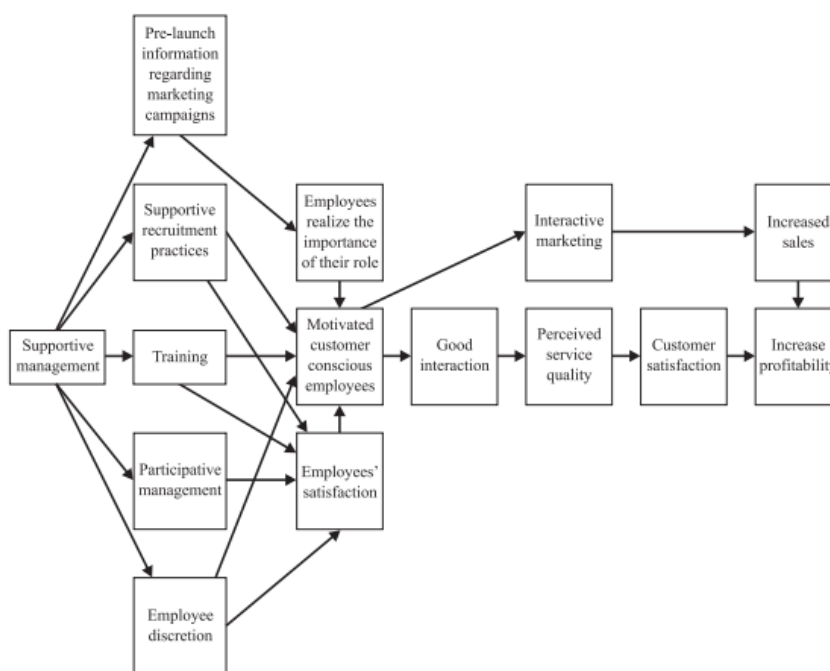 Pre-launch
information
regarding
marketing
campaigns
Supportive
recruitment
practices
Employees
realize the
importance
of their role
Interactive
marketing
Increased
sales
Supportive
management
Training
Motivated
customer
conscious
employees
Good
interaction
Perceived
service
quality
Customer
satisfaction
Increase
profitability
Participative
management
Employees'
satisfaction
Employee
discretion